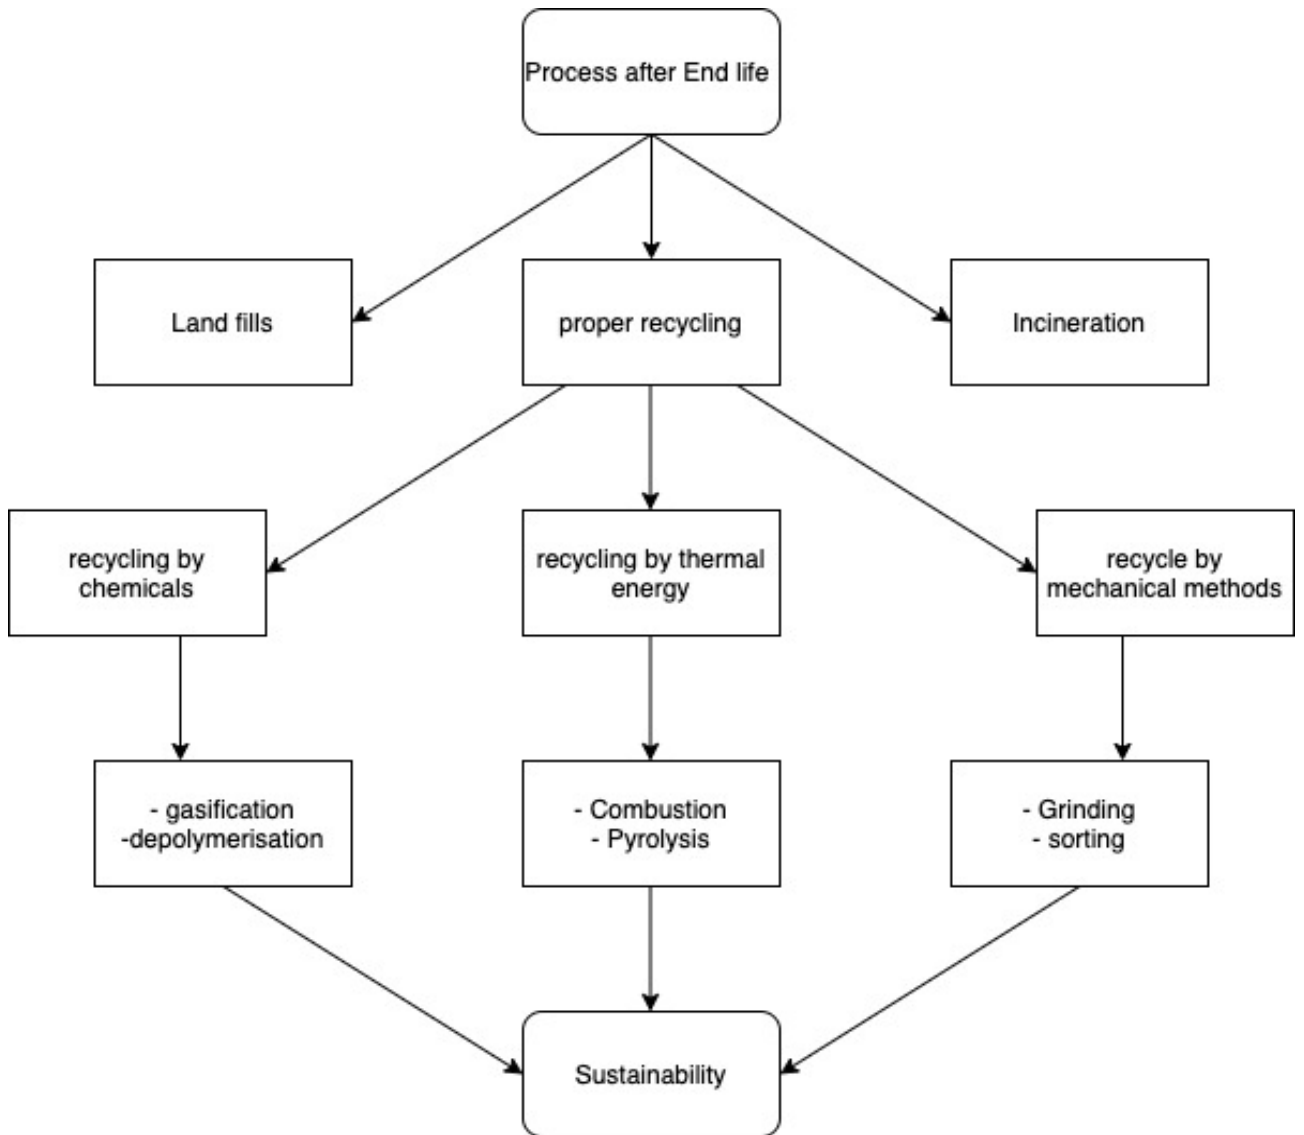 Process after End life
Land fills
proper recycling
Incineration
recycling by
chemicals
recycling by thermal
energy
recycle by
mechanical methods
- gasification
-depolymerisation
- Combustion
- Pyrolysis
- Grinding
- sorting
Sustainability